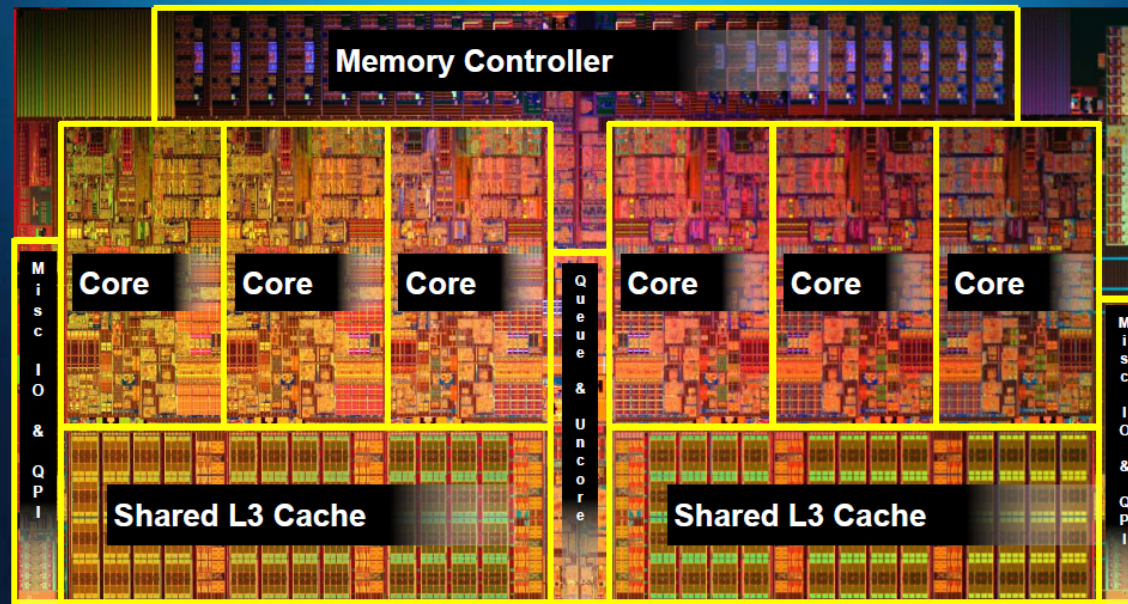 Memory Controller
Core
Core
Core
Core
Core
Core
Misc IO & QPI
Queue & Uncore
Misc IO & QPI
Shared L3 Cache
Shared L3 Cache